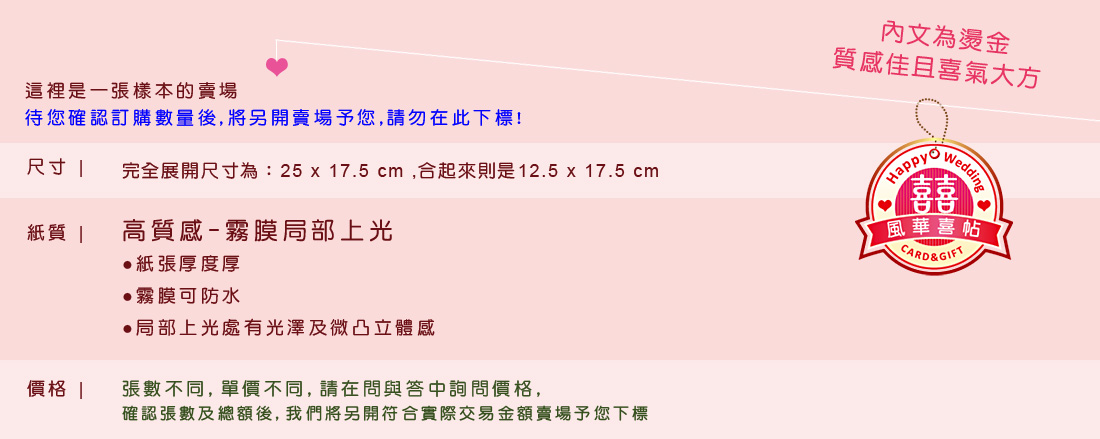 內文為燙金
質感佳且喜氣大方
這裡是一張樣本的賣場
待您確認訂購數量後,將另開賣場予您,請勿在此下標!
尺寸 |
完全展開尺寸為：25 x 17.5 cm ,合起來則是12.5 x 17.5 cm
Happy Wedding
囍
風華喜帖
CARD&GIFT
紙質 |
高質感-霧膜局部上光
●紙張厚度厚
●霧膜可防水
●局部上光處有光澤及微凸立體感
價格 |
張數不同, 單價不同, 請在問與答中詢問價格,
確認張數及總額後, 我們將另開符合實際交易金額賣場予您下標